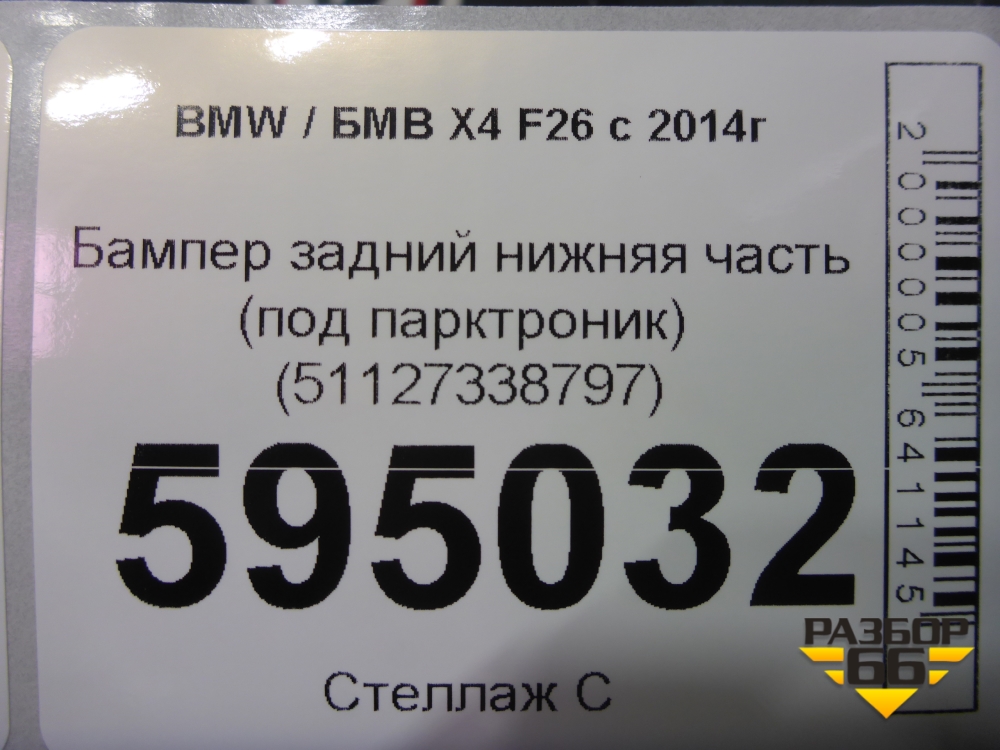 BMW / БМВ X4 F26 с 2014г
Бампер задний нижняя часть
(под парктроник)
(51127338797)
595032
Стеллаж С
2000005641145
РАЗБОР
66